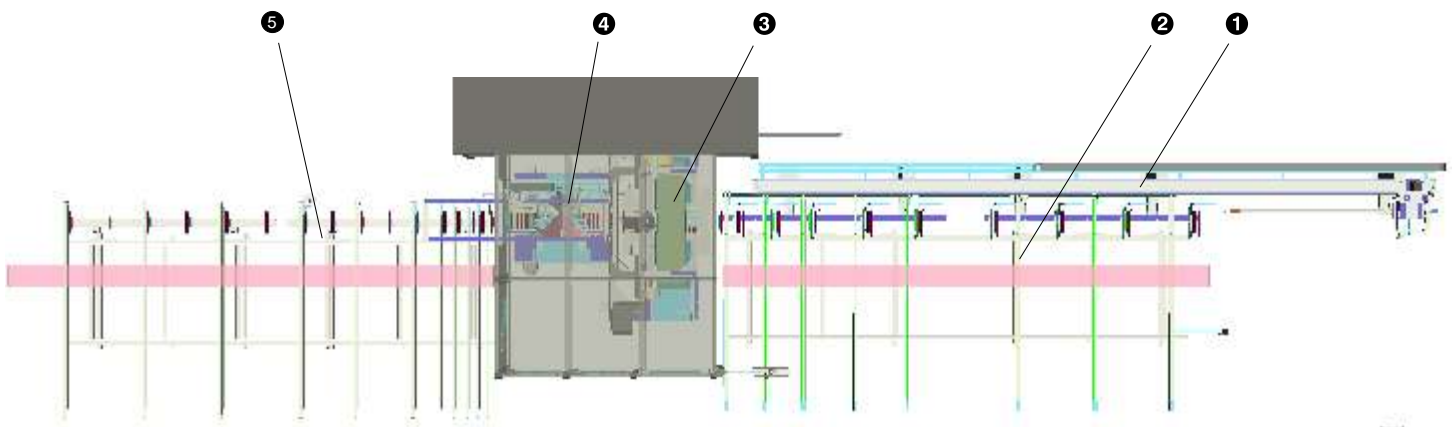 ❺ ❹ ❸ ❷ ❶